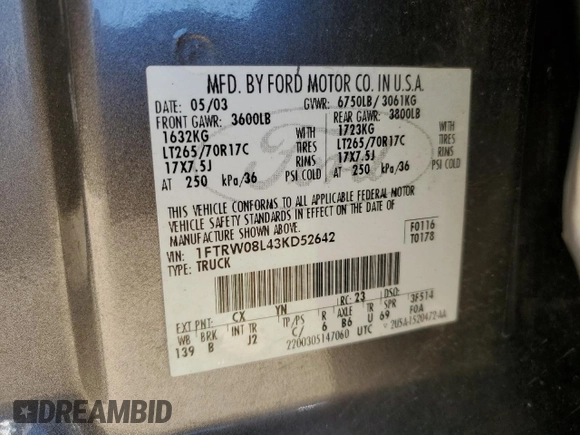 MFD. BY FORD MOTOR CO. IN U.S.A.
DATE: 05/03 GVWR: 6750LB/ 3061KG
FRONT GAWR: 3600LB REAR GAWR: 3800LB
1632KG WITH 1723KG WITH
LT265/70R17C TIRES LT265/70R17C TIRES
17X7.5J RIMS 17X7.5J RIMS
AT 250 kPa/36 PSI COLD AT 250 kPa/36 PSI COLD
THIS VEHICLE CONFORMS TO ALL APPLICABLE FEDERAL MOTOR
VEHICLE SAFETY STANDARDS IN EFFECT ON THE DATE OF
MANUFACTURE SHOWN ABOVE.
VIN: 1FTRW08L43KD52642 F0116
TYPE: TRUCK T0178
EXT PNT: CX YN RC: 23 3F514
WB BRK INT TR TP/PS R AXLE TR SPR F0A
139 B J2 C/ 6 B6 U 69
2200305147060 UTC 2U5A-1520472-AA
Ford
DREAMBID